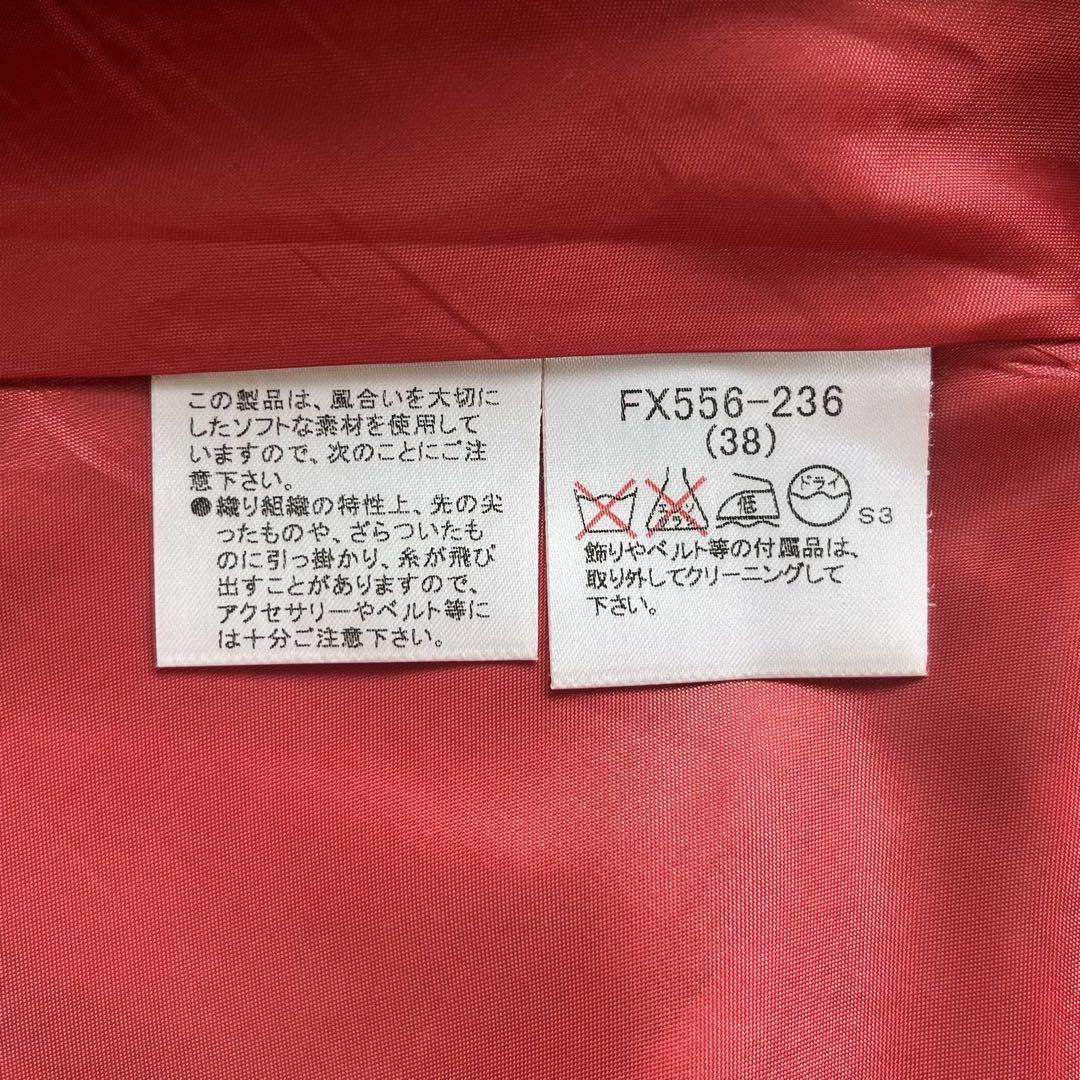 この製品は、風合いを大切に
したソフトな素材を使用して
いますので、次のことにご注
意下さい。
●織り組織の特性上、先の尖
ったものや、ざらついたも
のに引っ掛かり、糸が飛び
出すことがありますので、
アクセサリーやベルト等に
は十分ご注意下さい。
FX556-236
(38)
エンソ
サラシ
低
ドライ
S3
飾りやベルト等の付属品は、
取り外してクリーニングして
下さい。